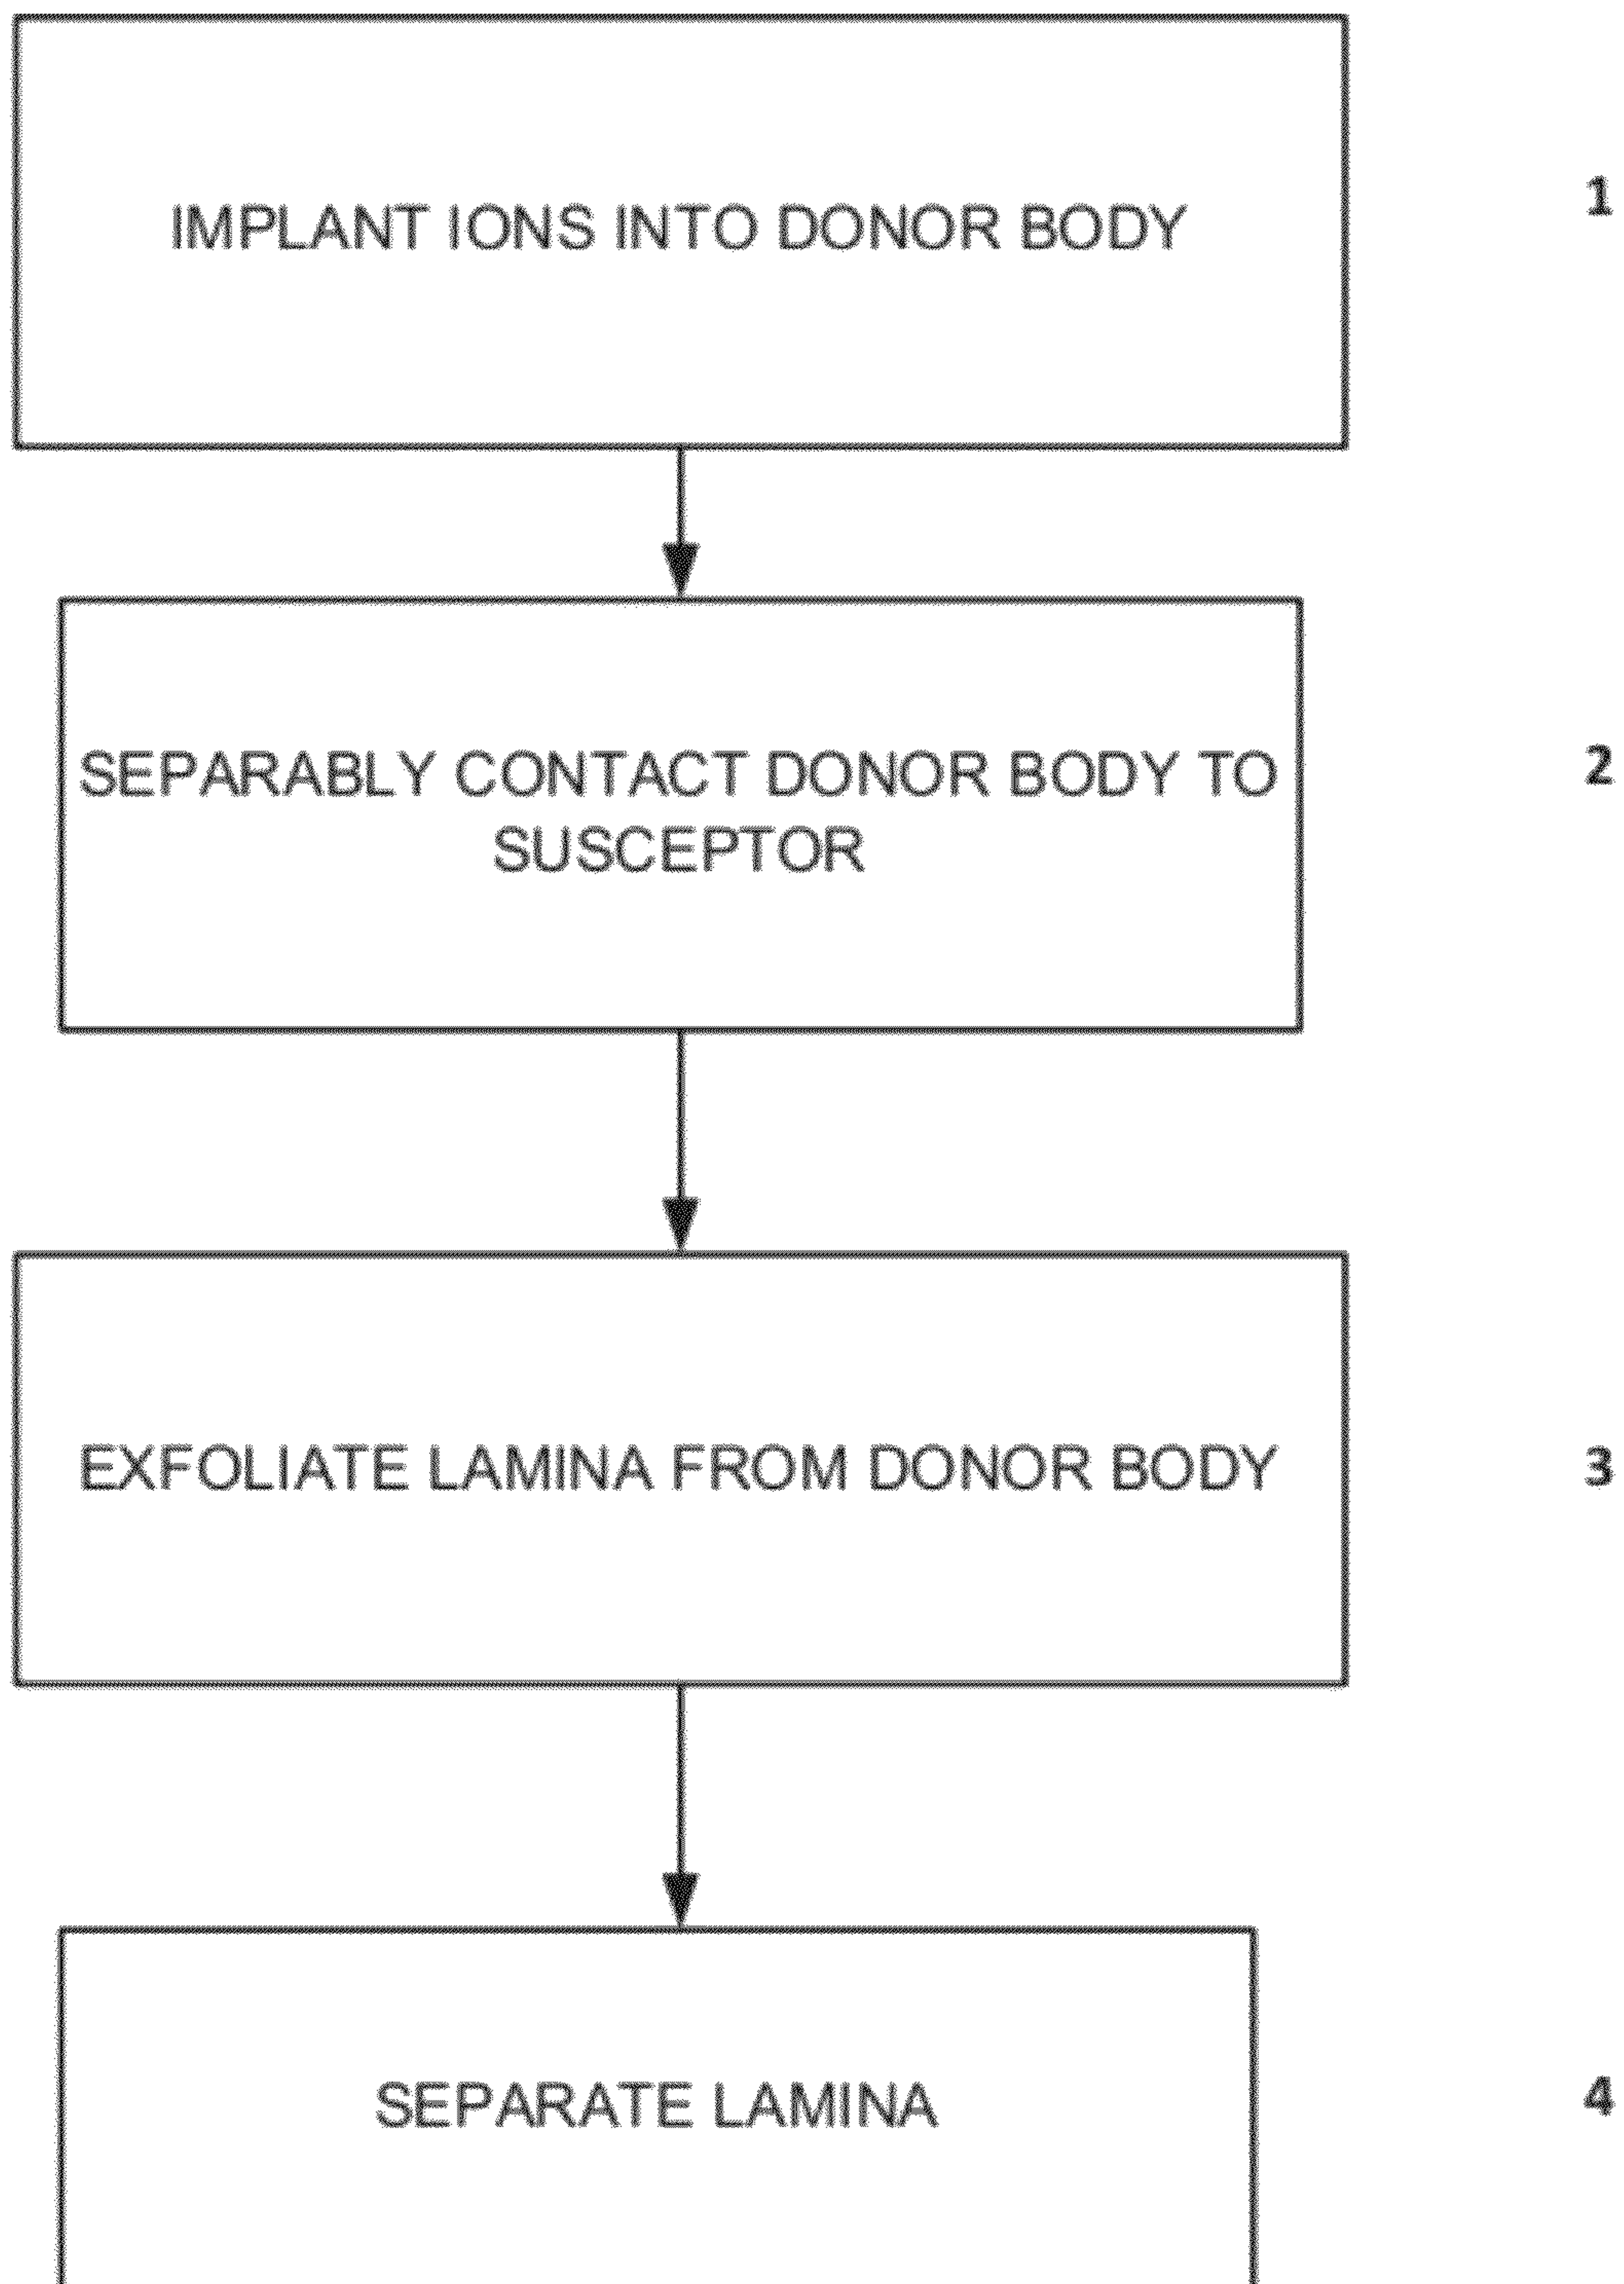 IMPLANT IONS INTO DONOR BODY
1
SEPARABLY CONTACT DONOR BODY TO
SUSCEPTOR
2
EXFOLIATE LAMINA FROM DONOR BODY
3
SEPARATE LAMINA
4